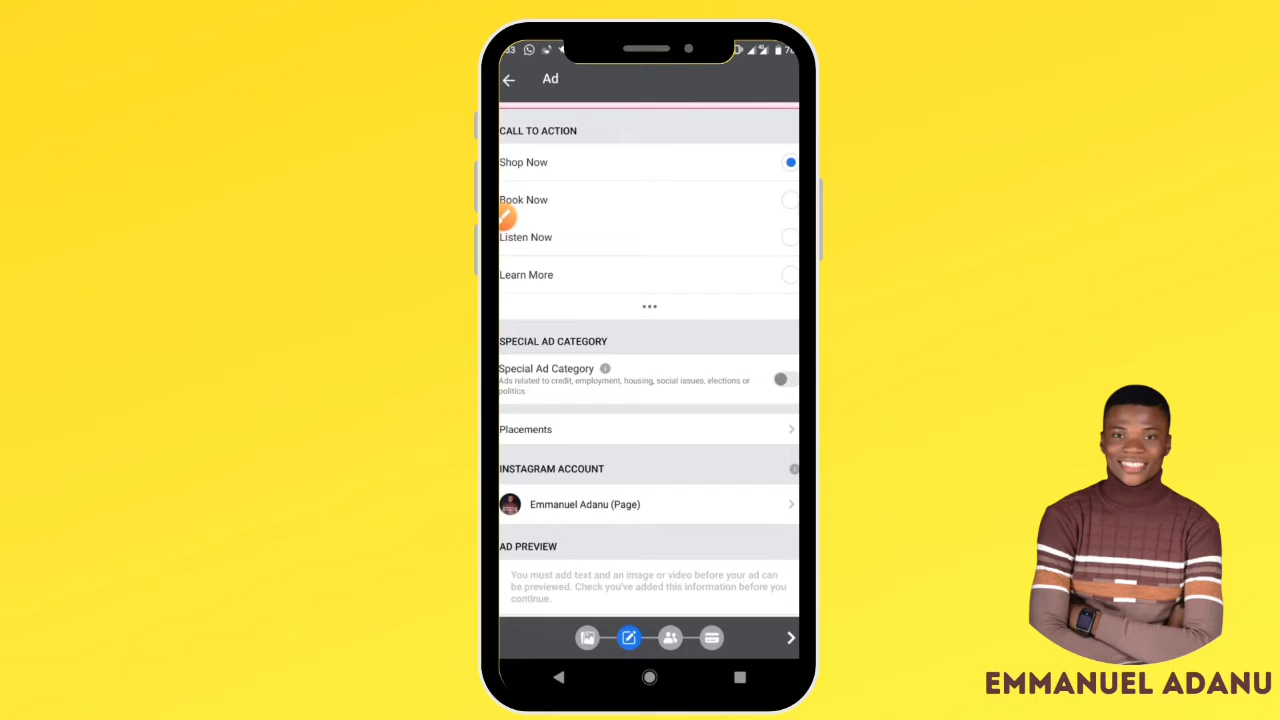 Ad
CALL TO ACTION
Shop Now
Book Now
Listen Now
Learn More
SPECIAL AD CATEGORY
Special Ad Category
Ads related to credit, employment, housing, social issues, elections or
politics
Placements
INSTAGRAM ACCOUNT
Emmanuel Adanu (Page)
AD PREVIEW
You must add text and an image or video before your ad can
be previewed. Check you've added this information before you
continue.
EMMANUEL ADANU